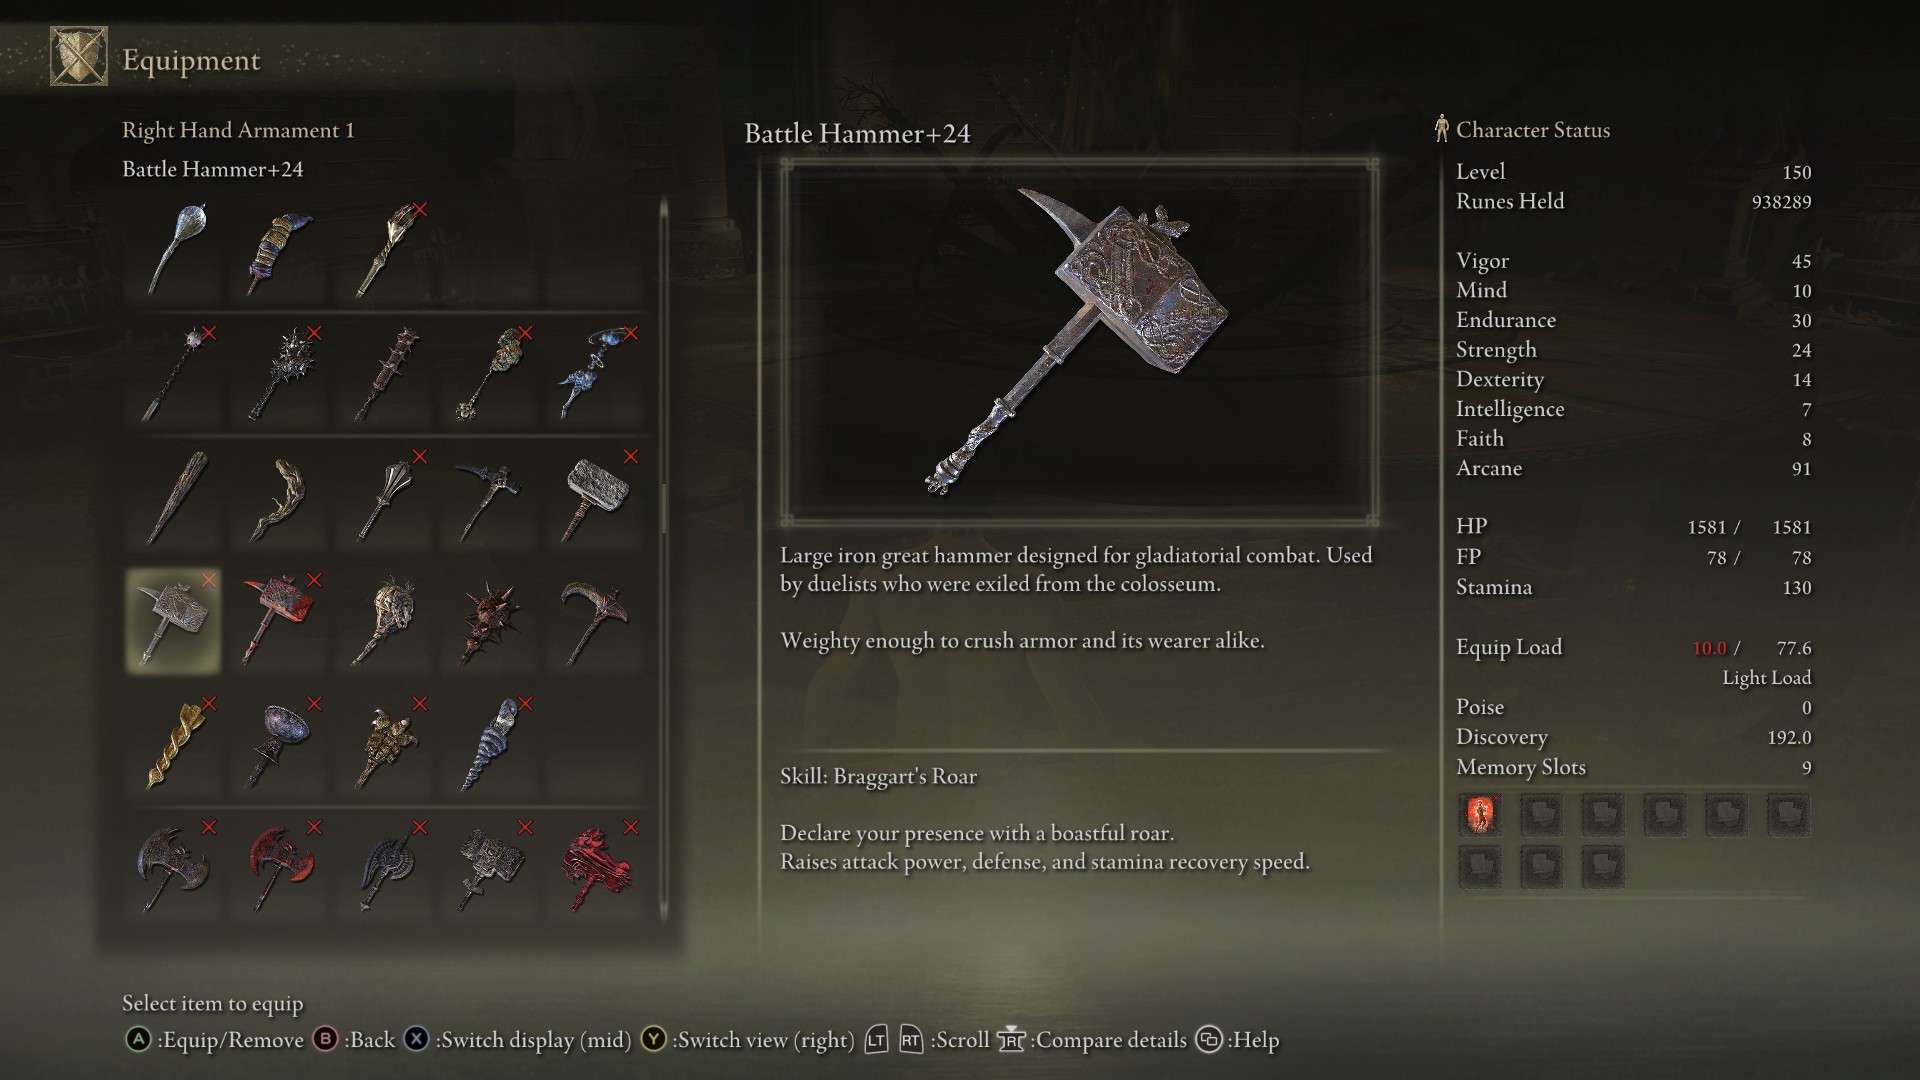 Equipment
Right Hand Armament 1
Battle Hammer+24
Battle Hammer+24
Large iron great hammer designed for gladiatorial combat. Used
by duelists who were exiled from the colosseum.
Weighty enough to crush armor and its wearer alike.
Skill: Braggart's Roar
Declare your presence with a boastful roar.
Raises attack power, defense, and stamina recovery speed.
Character Status
Level 150
Runes Held 938289
Vigor 45
Mind 10
Endurance 30
Strength 24
Dexterity 14
Intelligence 7
Faith 8
Arcane 91
HP 1581 / 1581
FP 78 / 78
Stamina 130
Equip Load 10.0 / 77.6
Light Load
Poise 0
Discovery 192.0
Memory Slots 9
Select item to equip
A :Equip/Remove B :Back X :Switch display (mid) Y :Switch view (right) LT RT :Scroll R :Compare details :Help